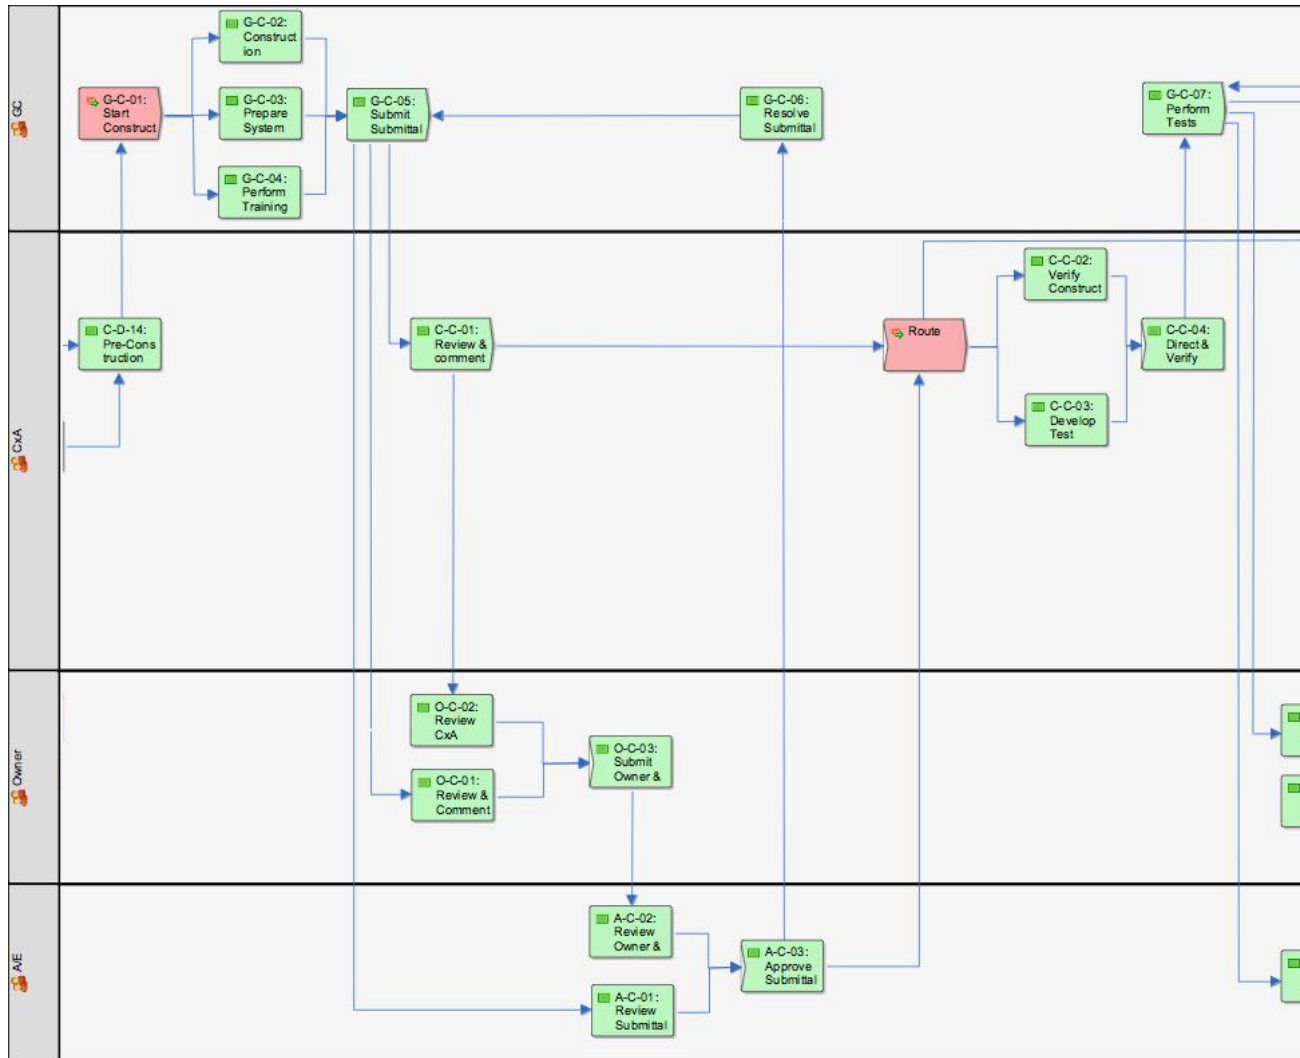 GC
G-C-01:
Start
Construct
G-C-02:
Construct
ion
G-C-03:
Prepare
System
G-C-04:
Perform
Training
G-C-05:
Submit
Submittal
G-C-06:
Resolve
Submittal
G-C-07:
Perform
Tests
CxA
C-D-14:
Pre-Cons
truction
C-C-01:
Review &
comment
Route
C-C-02:
Verify
Construct
C-C-03:
Develop
Test
C-C-04:
Direct &
Verify
Owner
O-C-02:
Review
CxA
O-C-01:
Review &
Comment
O-C-03:
Submit
Owner &
A/E
A-C-02:
Review
Owner &
A-C-01:
Review
Submittal
A-C-03:
Approve
Submittal